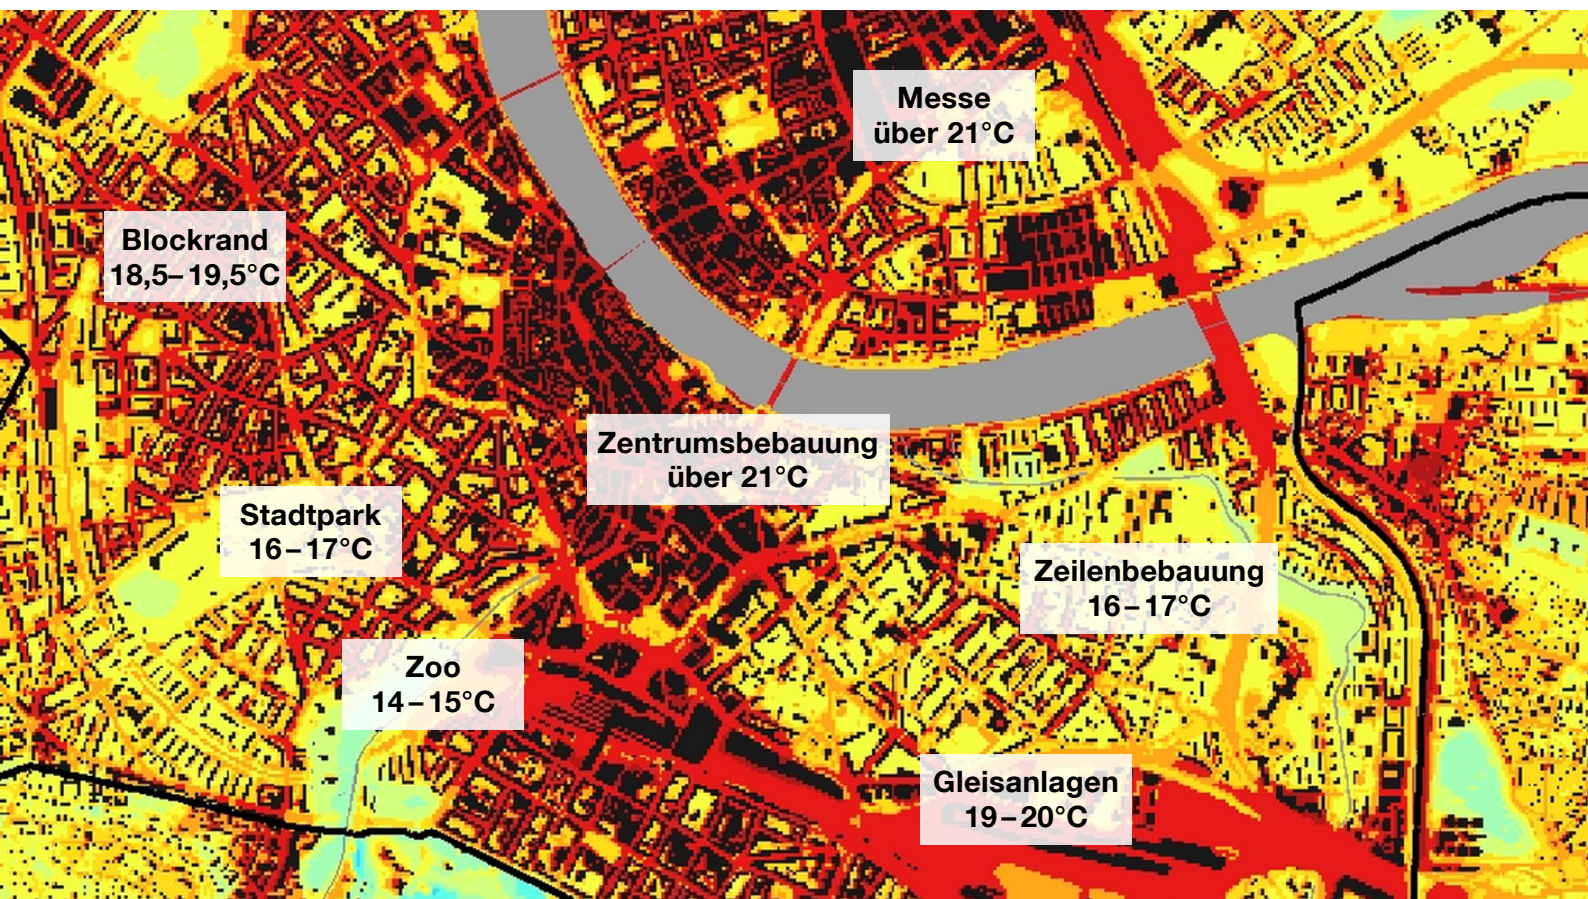 Messe
über 21°C
Blockrand
18,5–19,5°C
Zentrumsbebauung
über 21°C
Stadtpark
16–17°C
Zeilenbebauung
16–17°C
Zoo
14–15°C
Gleisanlagen
19–20°C